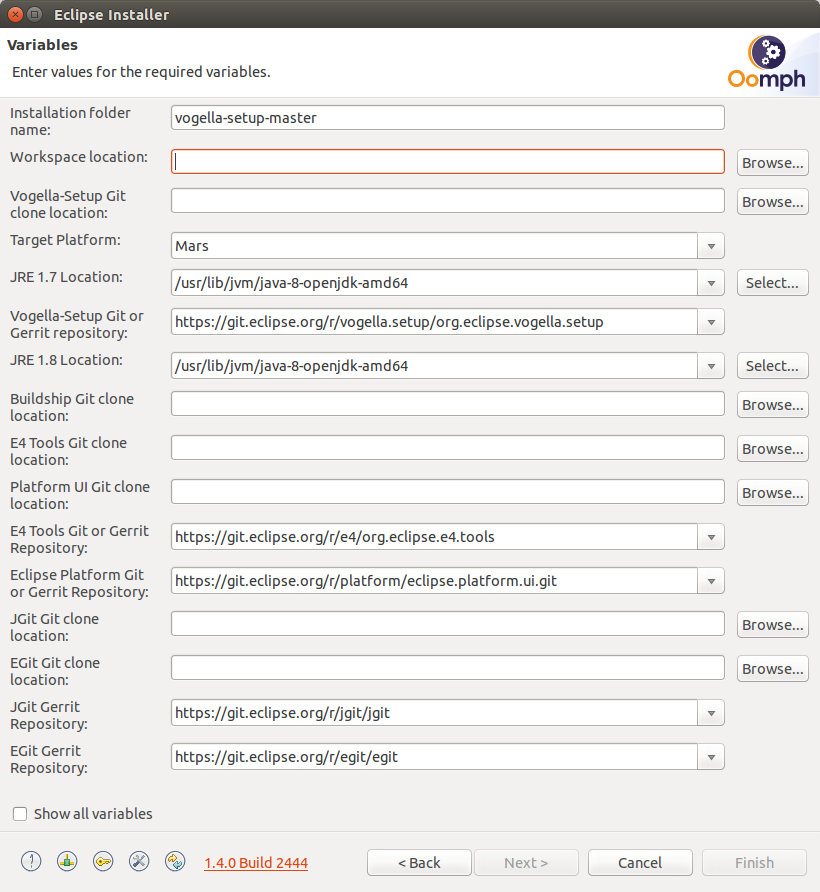 Eclipse Installer
Variables
Enter values for the required variables.
Oomph
Installation folder
name:
vogella-setup-master
Workspace location:
Browse...
Vogella-Setup Git
clone location:
Browse...
Target Platform:
Mars
JRE 1.7 Location:
/usr/lib/jvm/java-8-openjdk-amd64
Select...
Vogella-Setup Git or
Gerrit repository:
https://git.eclipse.org/r/vogella.setup/org.eclipse.vogella.setup
JRE 1.8 Location:
/usr/lib/jvm/java-8-openjdk-amd64
Select...
Buildship Git clone
location:
Browse...
E4 Tools Git clone
location:
Browse...
Platform UI Git clone
location:
Browse...
E4 Tools Git or Gerrit
Repository:
https://git.eclipse.org/r/e4/org.eclipse.e4.tools
Eclipse Platform Git
or Gerrit Repository:
https://git.eclipse.org/r/platform/eclipse.platform.ui.git
JGit Git clone
location:
Browse...
EGit Git clone
location:
Browse...
JGit Gerrit
Repository:
https://git.eclipse.org/r/jgit/jgit
EGit Gerrit
Repository:
https://git.eclipse.org/r/egit/egit
Show all variables
1.4.0 Build 2444
< Back
Next >
Cancel
Finish